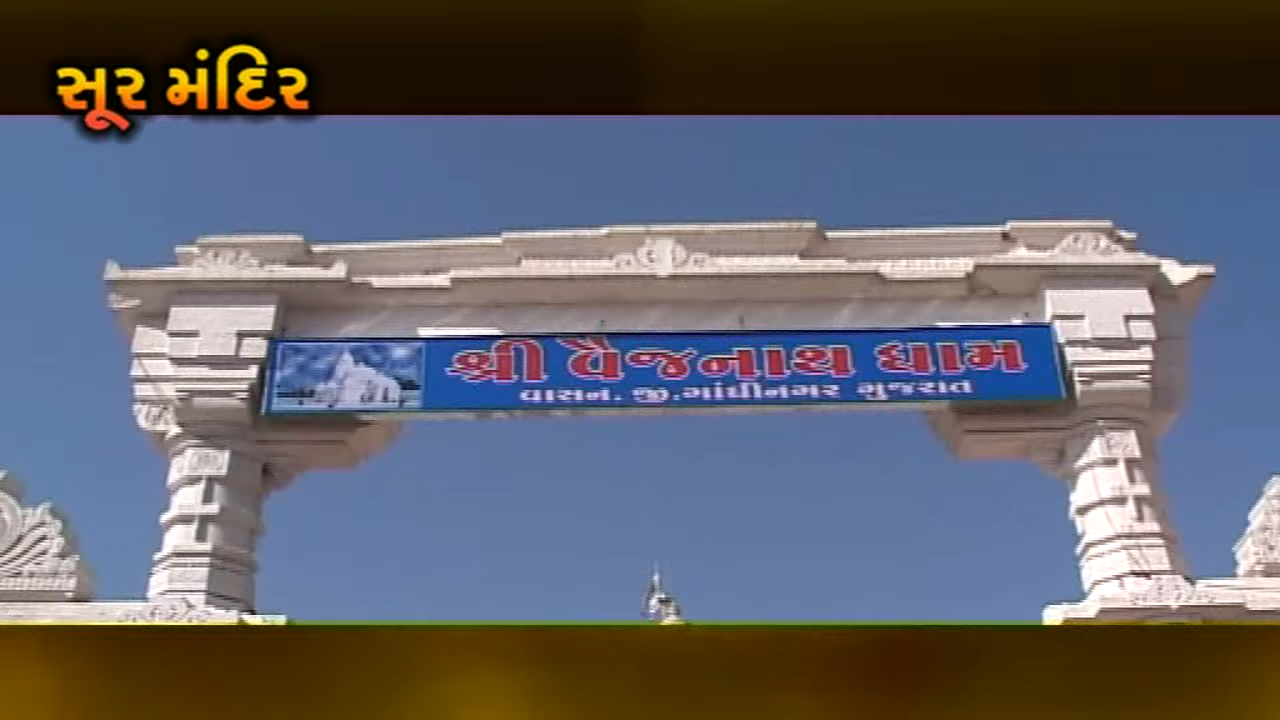 સૂર મંદિર
શ્રી વૈજનાથ ધામ
વાસન. જી.ગાંધીનગર ગુજરાત